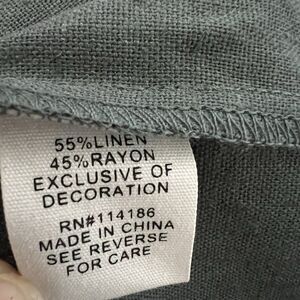 55%LINEN
45%RAYON
EXCLUSIVE OF
DECORATION
RN#114186
MADE IN CHINA
SEE REVERSE
FOR CARE